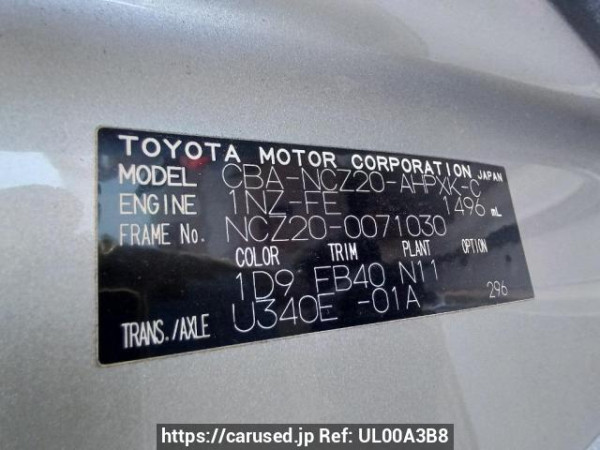 TOYOTA MOTOR CORPORATION JAPAN
MODEL CBA-NCZ20-AHPXK-C
ENGINE 1NZ-FE 1496 mL
FRAME No. NCZ20-0071030
COLOR TRIM PLANT OPTION
1D9 FB40 N11
TRANS./AXLE U340E -01A 296
https://carused.jp Ref: UL00A3B8